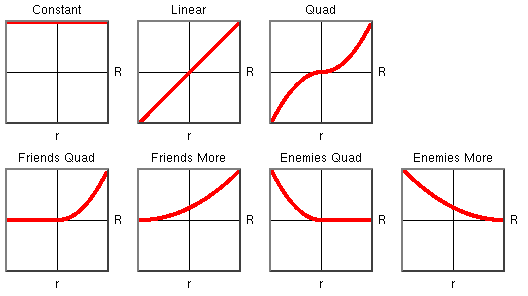 Constant Linear Quad
R R R
r r r
Friends Quad Friends More Enemies Quad Enemies More
R R R R
r r r r